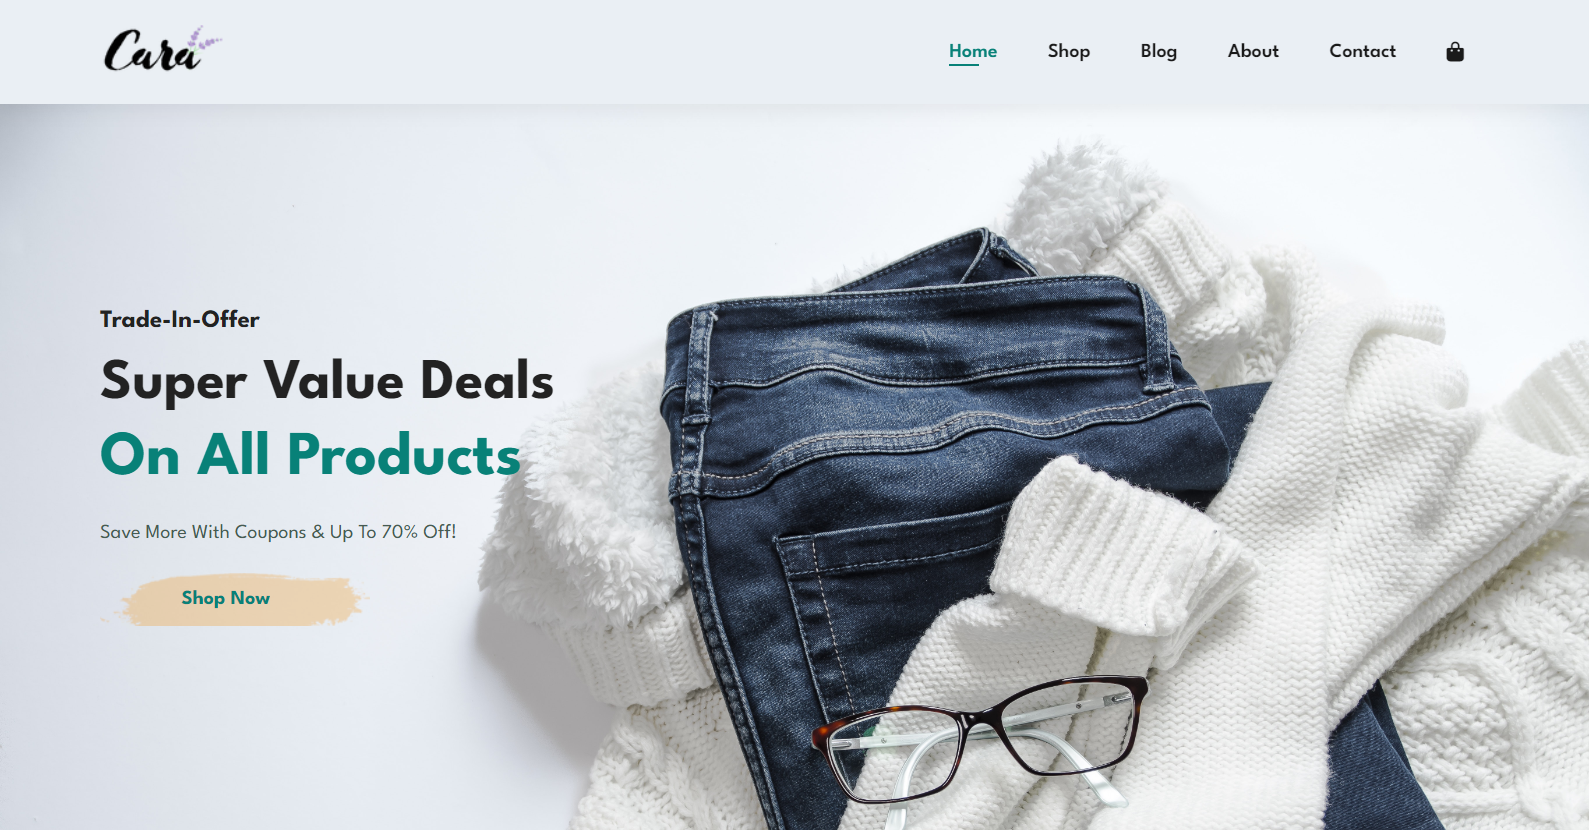 Cara
Home Shop Blog About Contact
Trade-In-Offer
Super Value Deals
On All Products
Save More With Coupons & Up To 70% Off!
Shop Now